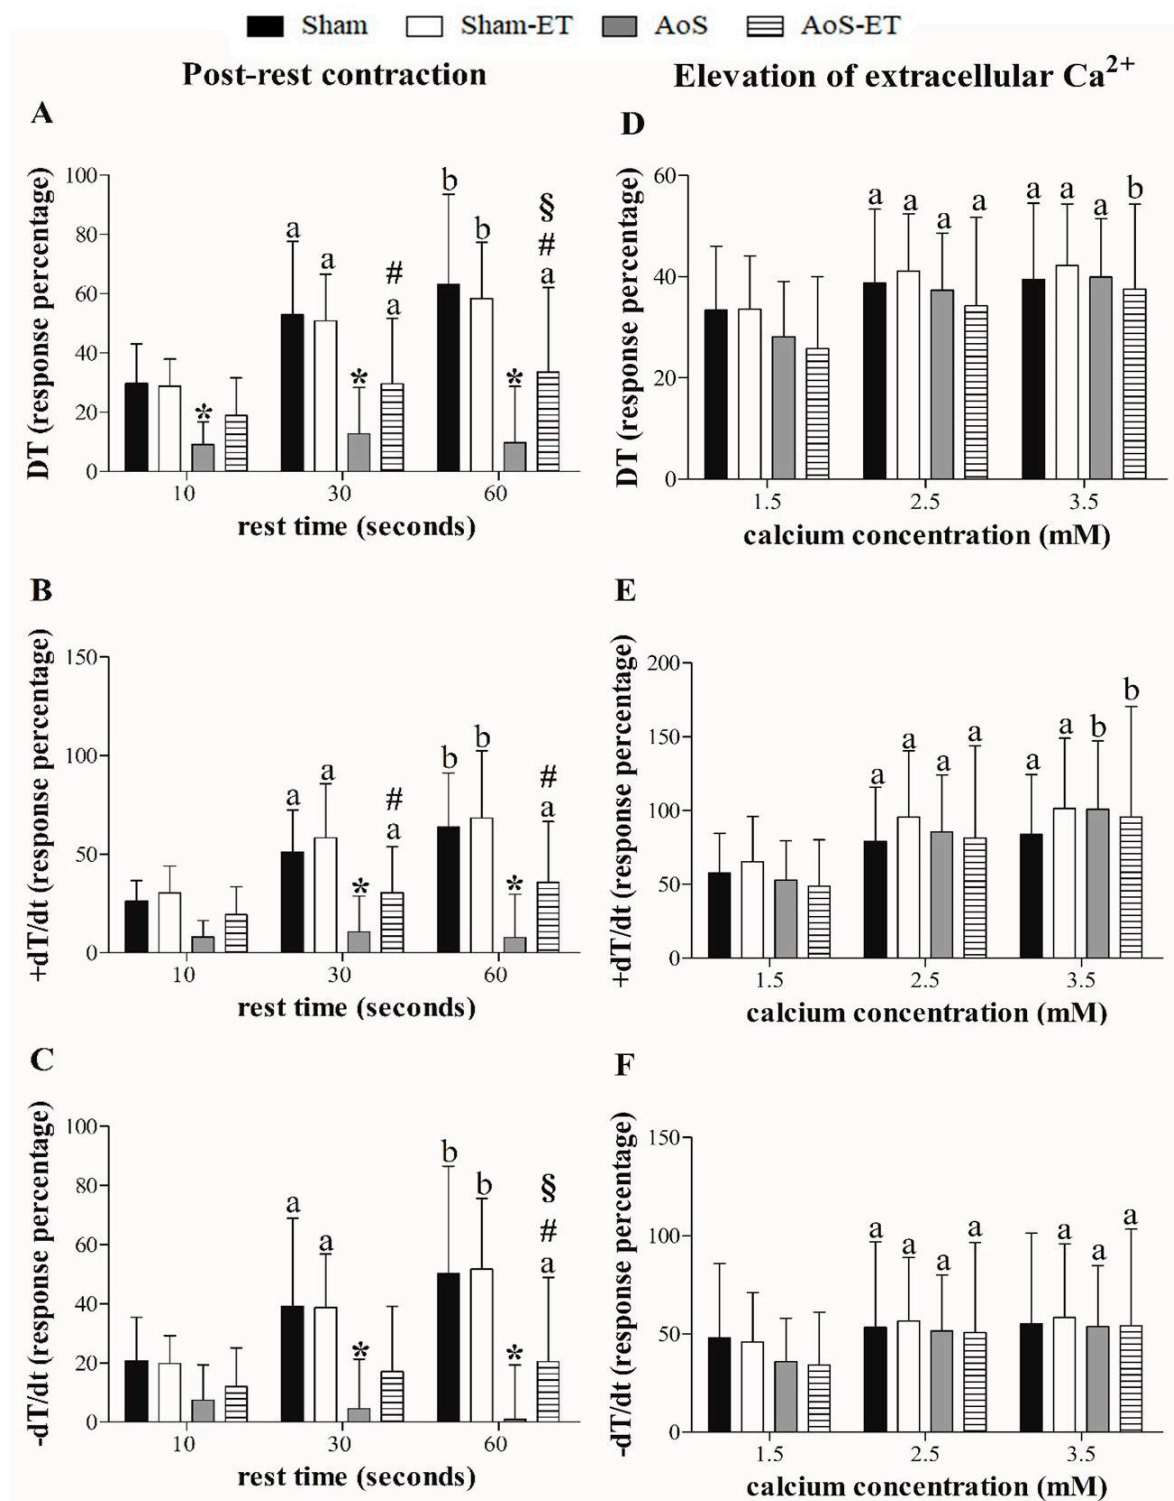 Sham Sham-ET AoS AoS-ET
Post-rest contraction
Elevation of extracellular Ca²⁺
A
DT (response percentage)
100
80
60
40
20
0
b
§
a
a
b
#
#
a
a
*
*
*
10 30 60
rest time (seconds)
D
DT (response percentage)
60
40
20
0
a a a a
a a a b
1.5 2.5 3.5
calcium concentration (mM)
B
+dT/dt (response percentage)
150
100
50
0
a a
#
a
*
b b
#
a
*
10 30 60
rest time (seconds)
E
+dT/dt (response percentage)
200
150
100
50
0
a a a a
a a b b
1.5 2.5 3.5
calcium concentration (mM)
C
-dT/dt (response percentage)
100
80
60
40
20
0
a a
*
b b
§
#
a
*
10 30 60
rest time (seconds)
F
-dT/dt (response percentage)
150
100
50
0
a a a a
a a a
1.5 2.5 3.5
calcium concentration (mM)